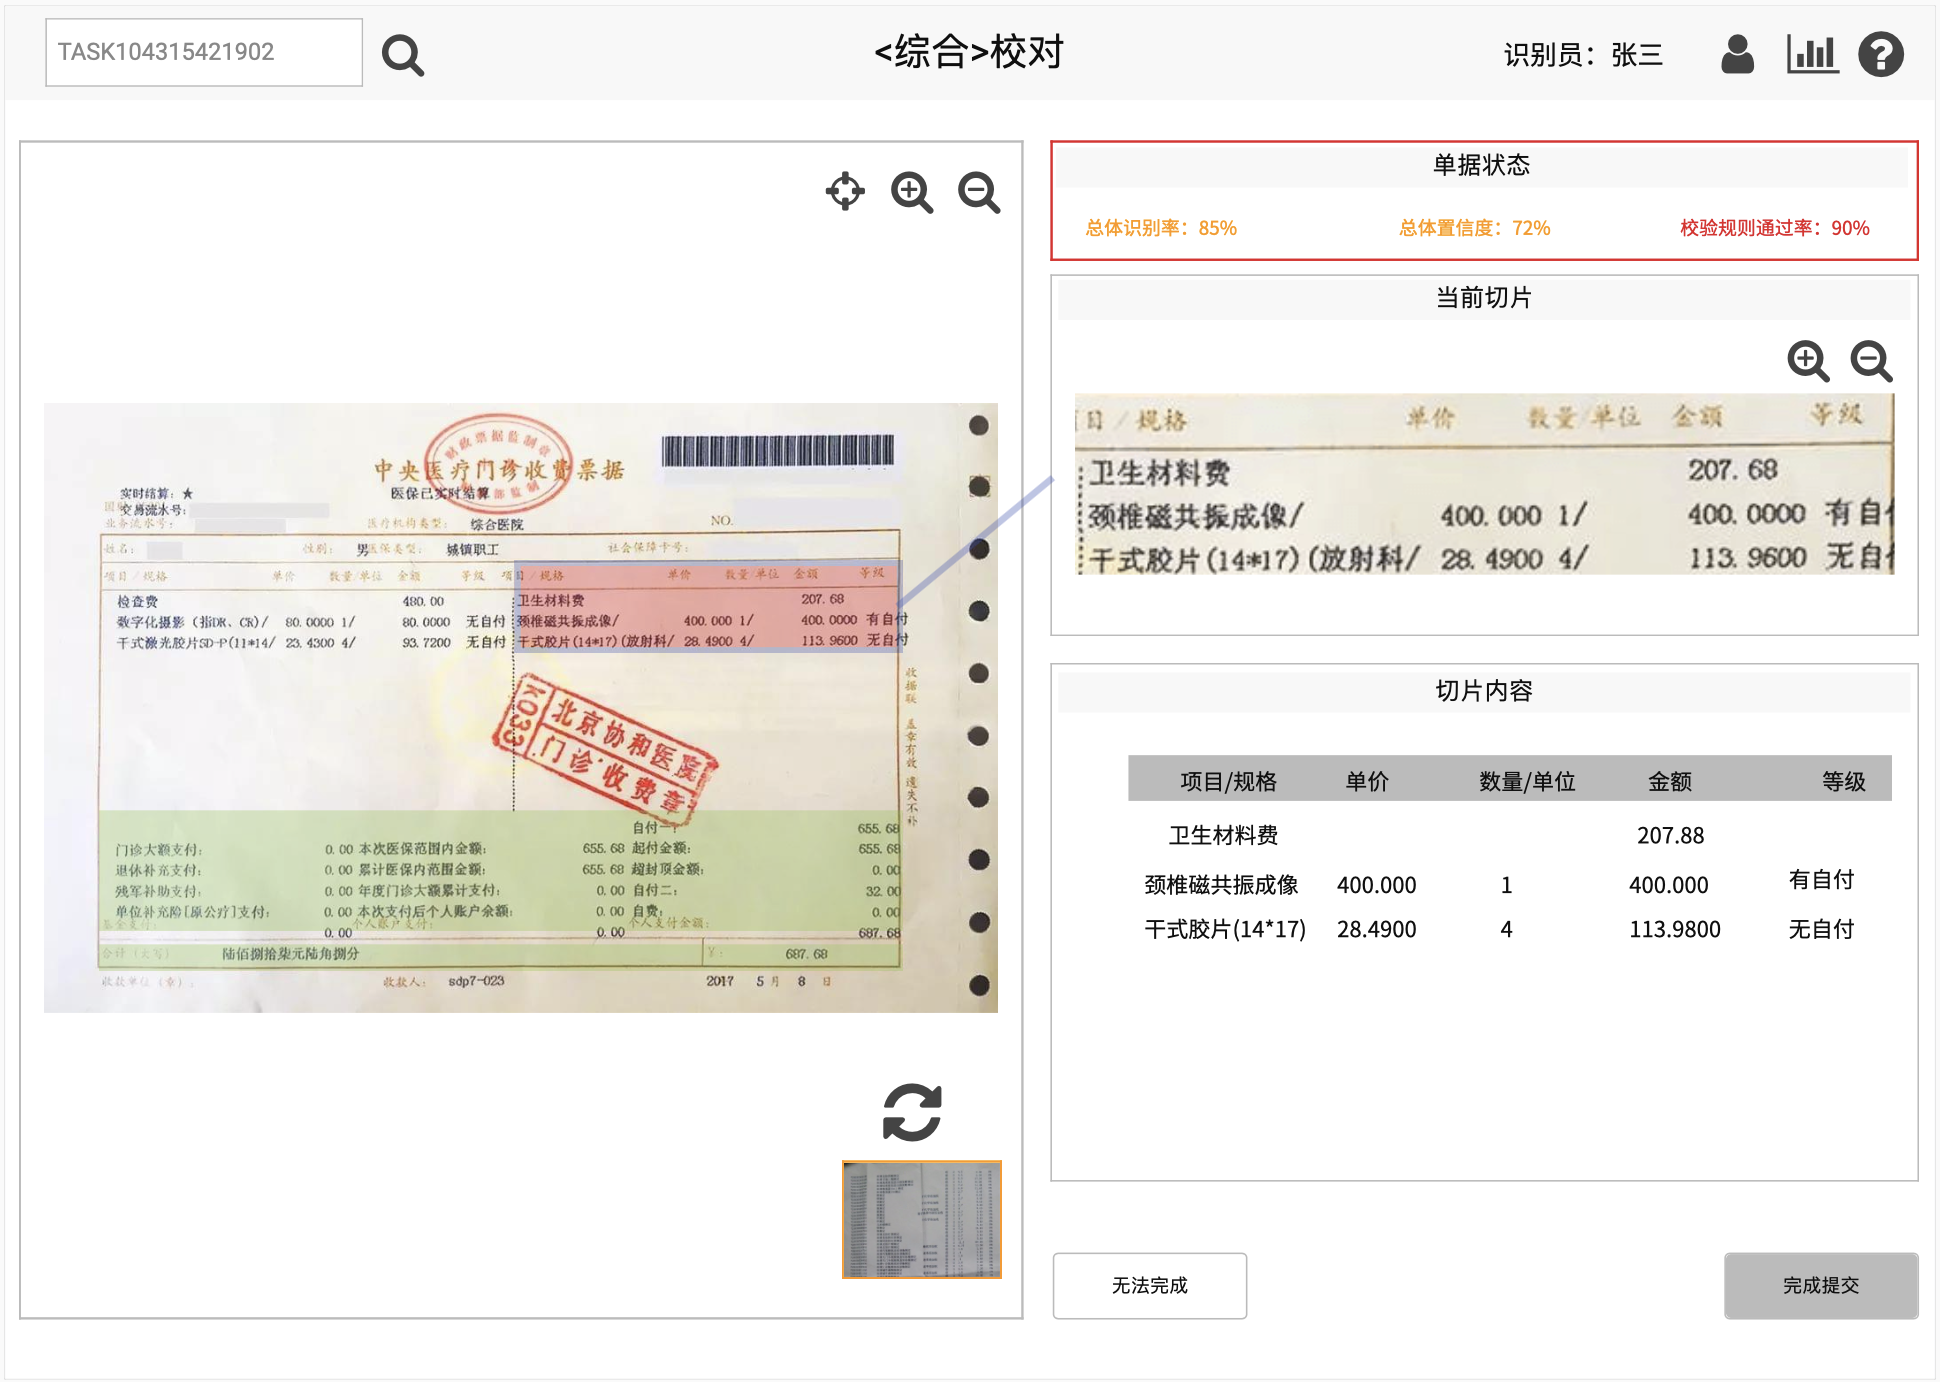 TASK104315421902
<综合>校对
识别员：张三
单据状态
总体识别率：85%
总体置信度：72%
校验规则通过率：90%
当前切片
项目/规格 单价 数量/单位 金额 等级
卫生材料费 207.68
颈椎磁共振成像/ 400.000 1/ 400.0000 有自付
干式胶片(14*17)(放射科/ 28.4900 4/ 113.9600 无自付
切片内容
项目/规格 单价 数量/单位 金额 等级
卫生材料费 207.88
颈椎磁共振成像 400.000 1 400.000 有自付
干式胶片(14*17) 28.4900 4 113.9800 无自付
无法完成
完成提交
财政票据监制章
中央医疗门诊收费票据
医保已实时结算
实时结算：★
交易流水号：
业务流水号：
医疗机构类型： 综合医院
NO.
姓名： 性别： 男 医保类型： 城镇职工 社会保障卡号：
项目/规格 单价 数量/单位 金额 等级 项目/规格 单价 数量/单位 金额 等级
检查费 480.00 卫生材料费 207.68
数字化摄影（指DR、CR)/ 80.0000 1/ 80.0000 无自付 颈椎磁共振成像/ 400.000 1/ 400.0000 有自付
干式激光胶片SD-P(11*14/ 23.4300 4/ 93.7200 无自付 干式胶片(14*17)(放射科/ 28.4900 4/ 113.9600 无自付
收据联 盖章有效 遗失不补
K033
北京协和医院
门诊收费章
自付一： 655.68
门诊大额支付： 0.00 本次医保范围内金额： 655.68 起付金额： 655.68
退休补充支付： 0.00 累计医保内范围金额： 655.68 超封顶金额： 0.00
残军补助支付： 0.00 年度门诊大额累计支付： 0.00 自付二： 32.00
单位补充险[原公疗]支付： 0.00 本次支付后个人账户余额： 0.00 自费： 0.00
基金支付： 0.00 个人账户支付： 0.00 个人支付金额： 687.68
合计（大写） 陆佰捌拾柒元陆角捌分 ￥： 687.68
收款单位（章）： 收款人： sdp7-023 2017 5 月 8 日